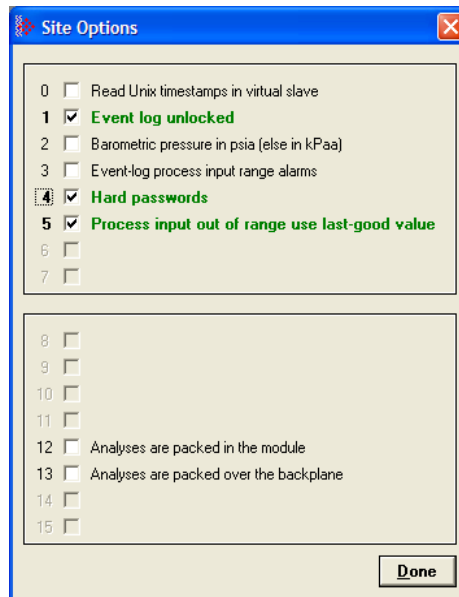 Site Options
0 Read Unix timestamps in virtual slave
1 Event log unlocked
2 Barometric pressure in psia (else in kPaa)
3 Event-log process input range alarms
4 Hard passwords
5 Process input out of range use last-good value
6
7
8
9
10
11
12 Analyses are packed in the module
13 Analyses are packed over the backplane
14
15
Done